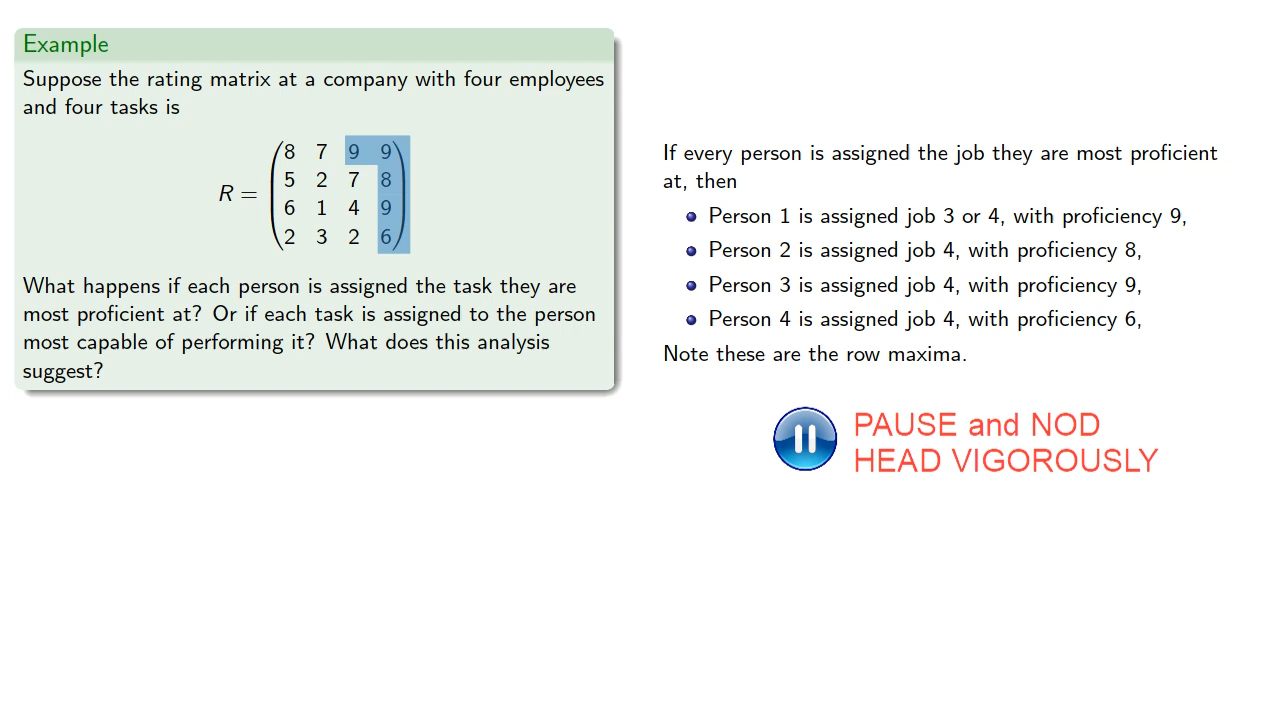 Example
Suppose the rating matrix at a company with four employees
and four tasks is
R =
8 7 9 9
5 2 7 8
6 1 4 9
2 3 2 6
What happens if each person is assigned the task they are
most proficient at? Or if each task is assigned to the person
most capable of performing it? What does this analysis
suggest?
If every person is assigned the job they are most proficient
at, then
Person 1 is assigned job 3 or 4, with proficiency 9,
Person 2 is assigned job 4, with proficiency 8,
Person 3 is assigned job 4, with proficiency 9,
Person 4 is assigned job 4, with proficiency 6,
Note these are the row maxima.
PAUSE and NOD
HEAD VIGOROUSLY